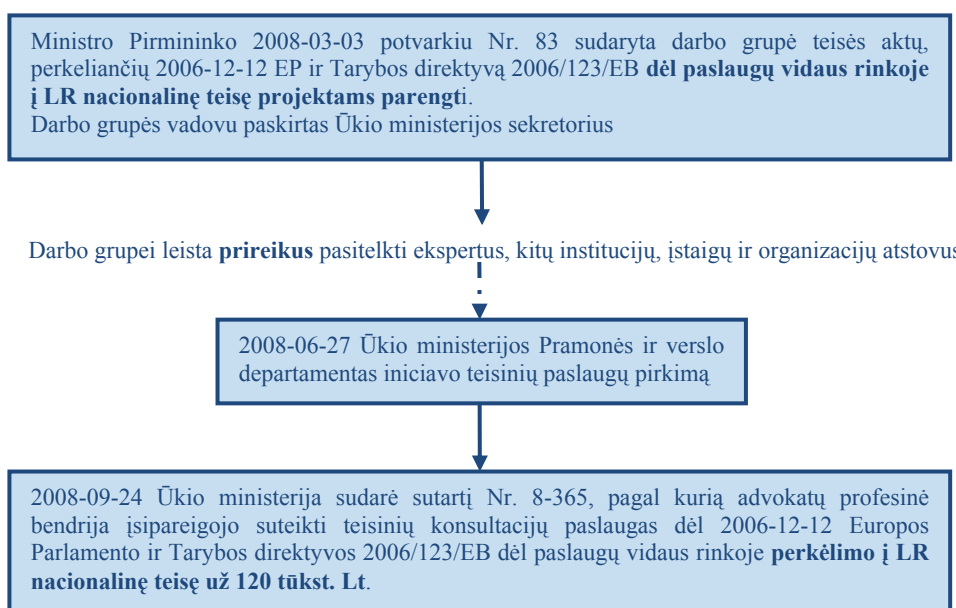 Ministro Pirmininko 2008-03-03 potvarkiu Nr. 83 sudaryta darbo grupė teisės aktų,
perkeliančių 2006-12-12 EP ir Tarybos direktyvą 2006/123/EB dėl paslaugų vidaus rinkoje
į LR nacionalinę teisę projektams parengti.
Darbo grupės vadovu paskirtas Ūkio ministerijos sekretorius
Darbo grupei leista prireikus pasitelkti ekspertus, kitų institucijų, įstaigų ir organizacijų atstovus
2008-06-27 Ūkio ministerijos Pramonės ir verslo
departamentas iniciavo teisinių paslaugų pirkimą
2008-09-24 Ūkio ministerija sudarė sutartį Nr. 8-365, pagal kurią advokatų profesinė
bendrija įsipareigojo suteikti teisinių konsultacijų paslaugas dėl 2006-12-12 Europos
Parlamento ir Tarybos direktyvos 2006/123/EB dėl paslaugų vidaus rinkoje perkėlimo į LR
nacionalinę teisę už 120 tūkst. Lt.